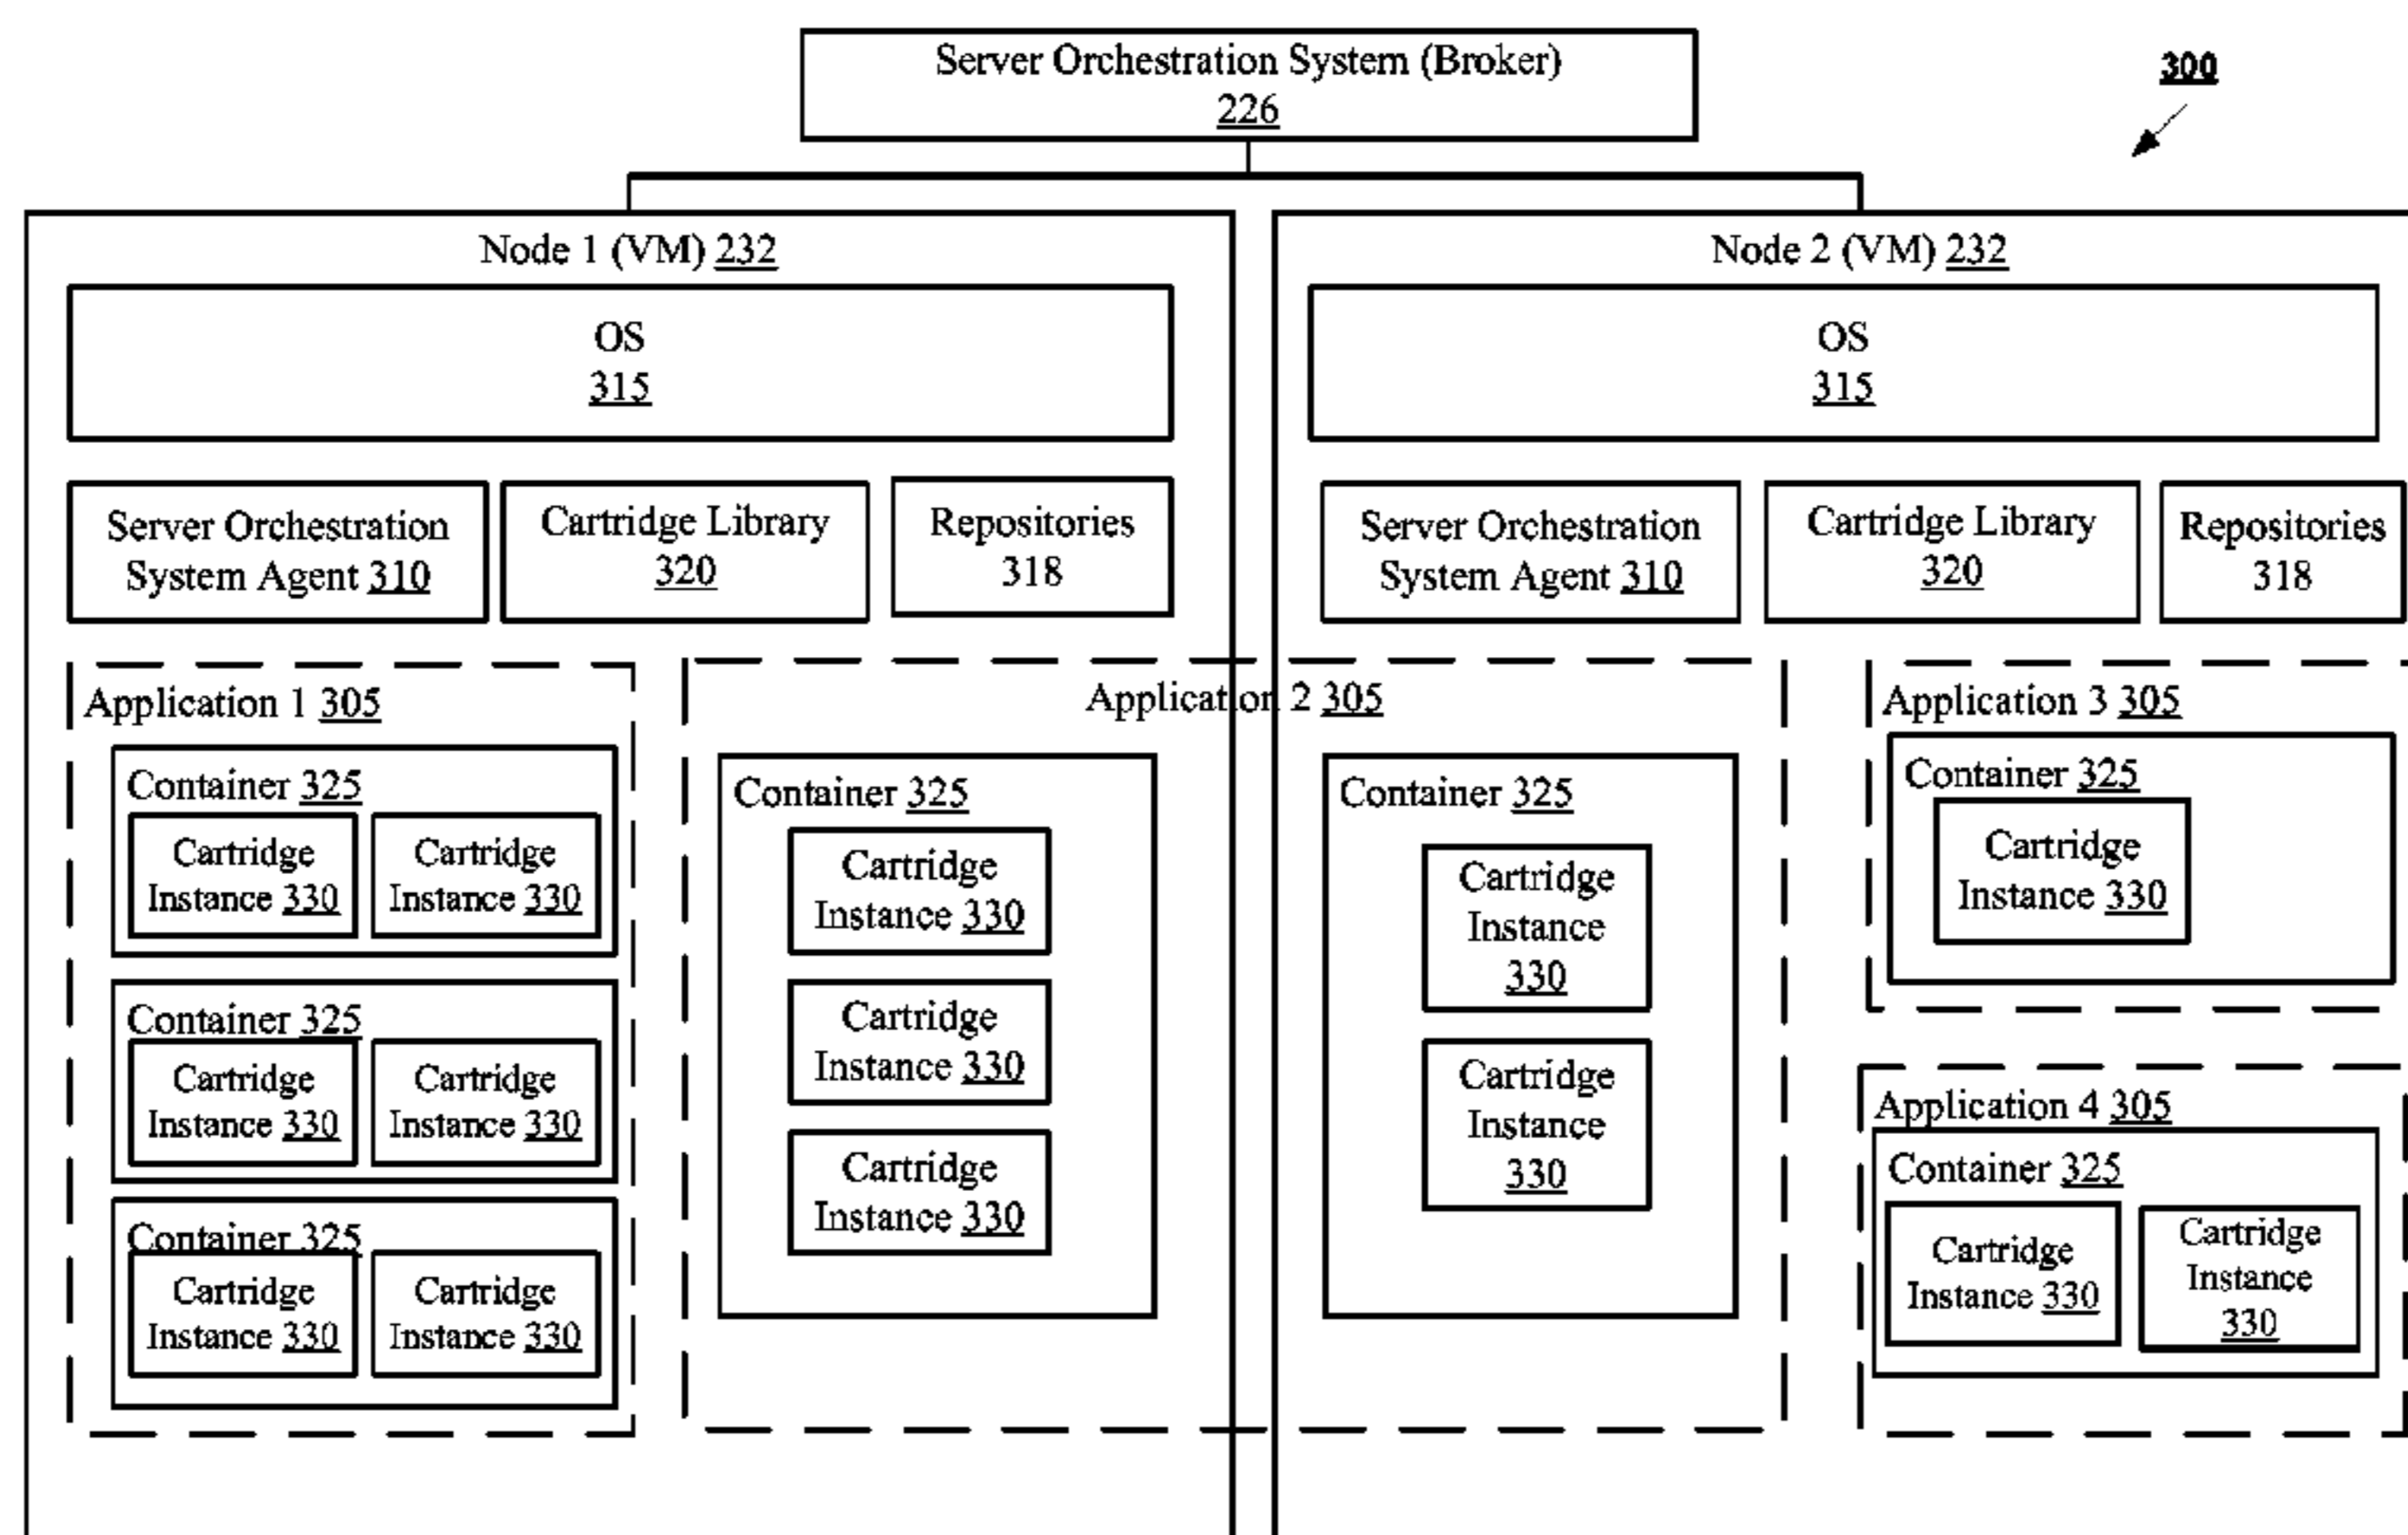 Server Orchestration System (Broker)
226
300
Node 1 (VM) 232
OS
315
Server Orchestration
System Agent 310
Cartridge Library
320
Repositories
318
Node 2 (VM) 232
OS
315
Server Orchestration
System Agent 310
Cartridge Library
320
Repositories
318
Application 1 305
Container 325
Cartridge
Instance 330
Cartridge
Instance 330
Container 325
Cartridge
Instance 330
Cartridge
Instance 330
Container 325
Cartridge
Instance 330
Cartridge
Instance 330
Application 2 305
Container 325
Cartridge
Instance 330
Cartridge
Instance 330
Cartridge
Instance 330
Container 325
Cartridge
Instance
330
Cartridge
Instance
330
Application 3 305
Container 325
Cartridge
Instance 330
Application 4 305
Container 325
Cartridge
Instance 330
Cartridge
Instance
330